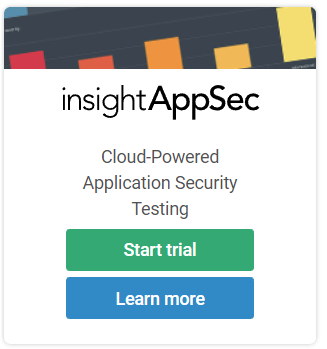 insightAppSec
Cloud-Powered
Application Security
Testing
Start trial
Learn more